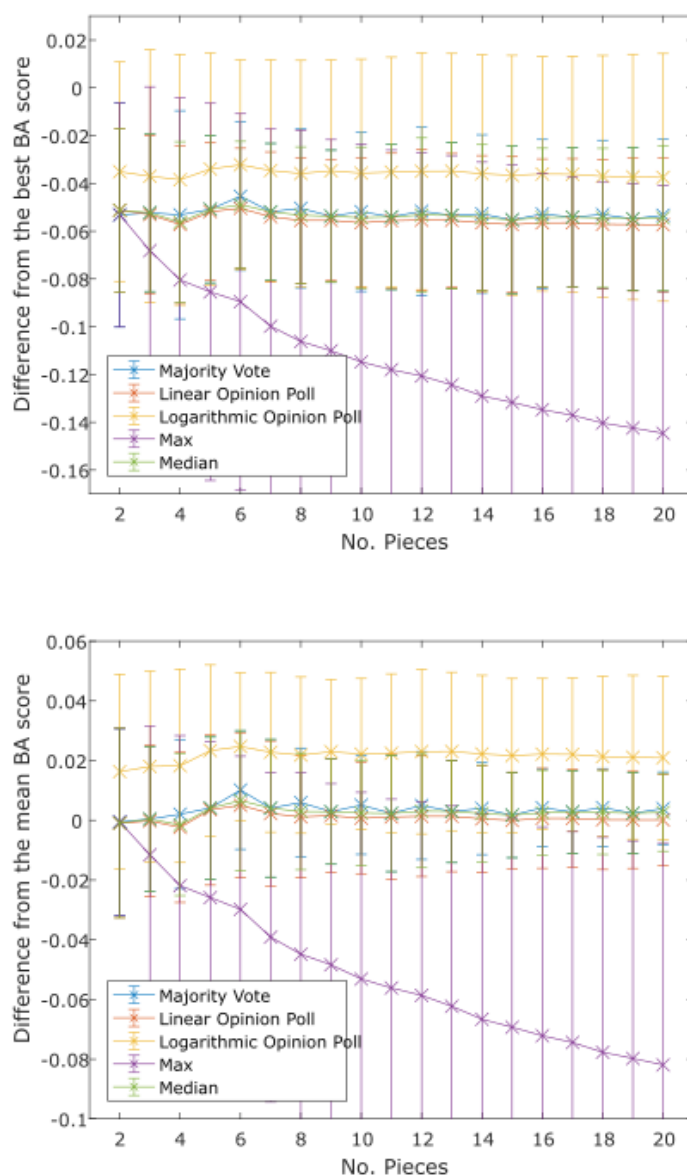 0.02
0
-0.02
-0.04
-0.06
-0.08
-0.1
-0.12
-0.14
-0.16
Difference from the best BA score
Majority Vote
Linear Opinion Poll
Logarithmic Opinion Poll
Max
Median
2 4 6 8 10 12 14 16 18 20
No. Pieces
0.06
0.04
0.02
0
-0.02
-0.04
-0.06
-0.08
-0.1
Difference from the mean BA score
Majority Vote
Linear Opinion Poll
Logarithmic Opinion Poll
Max
Median
2 4 6 8 10 12 14 16 18 20
No. Pieces